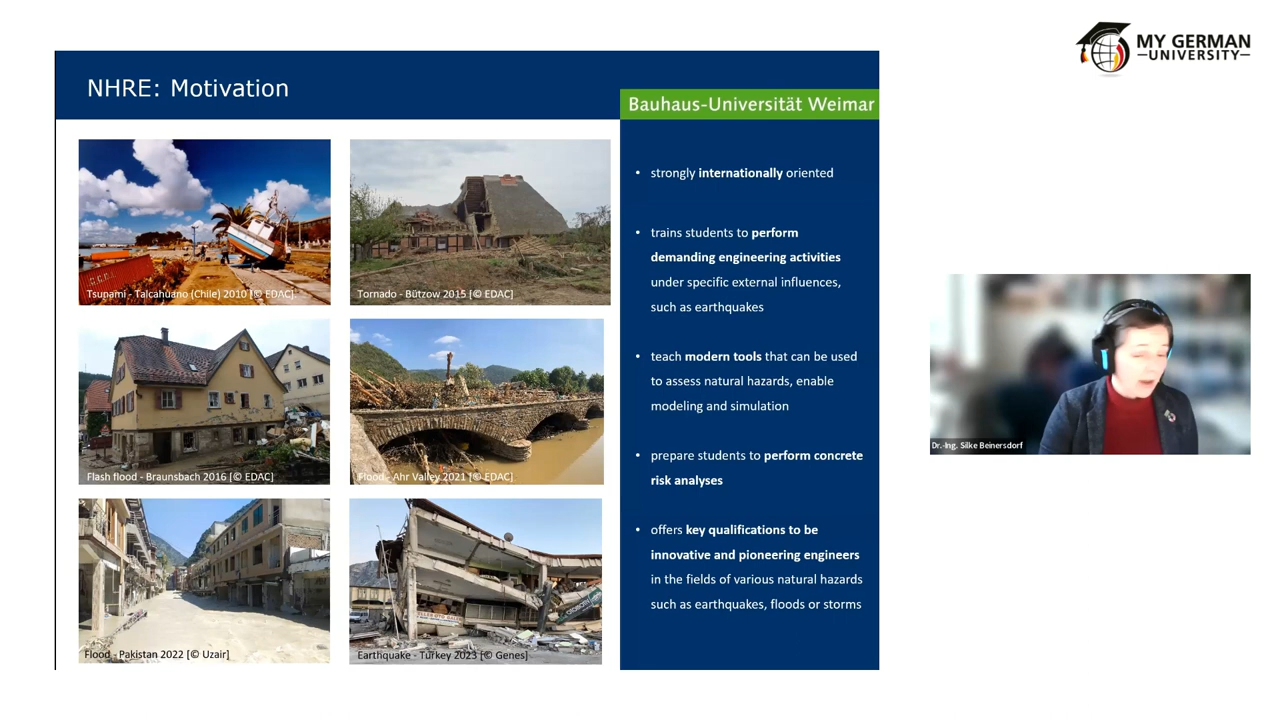 MY GERMAN
UNIVERSITY
NHRE: Motivation
Bauhaus-Universität Weimar
Tsunami - Talcahuano (Chile) 2010 [© EDAC].
Tornado - Bützow 2015 [© EDAC]
Flash flood - Braunsbach 2016 [© EDAC]
Flood - Ahr Valley 2021 [© EDAC]
Flood - Pakistan 2022 [© Uzair]
Earthquake - Turkey 2023 [© Genes]
• strongly internationally oriented
• trains students to perform
demanding engineering activities
under specific external influences,
such as earthquakes
• teach modern tools that can be used
to assess natural hazards, enable
modeling and simulation
• prepare students to perform concrete
risk analyses
• offers key qualifications to be
innovative and pioneering engineers
in the fields of various natural hazards
such as earthquakes, floods or storms
Dr.-Ing. Silke Beinersdorf